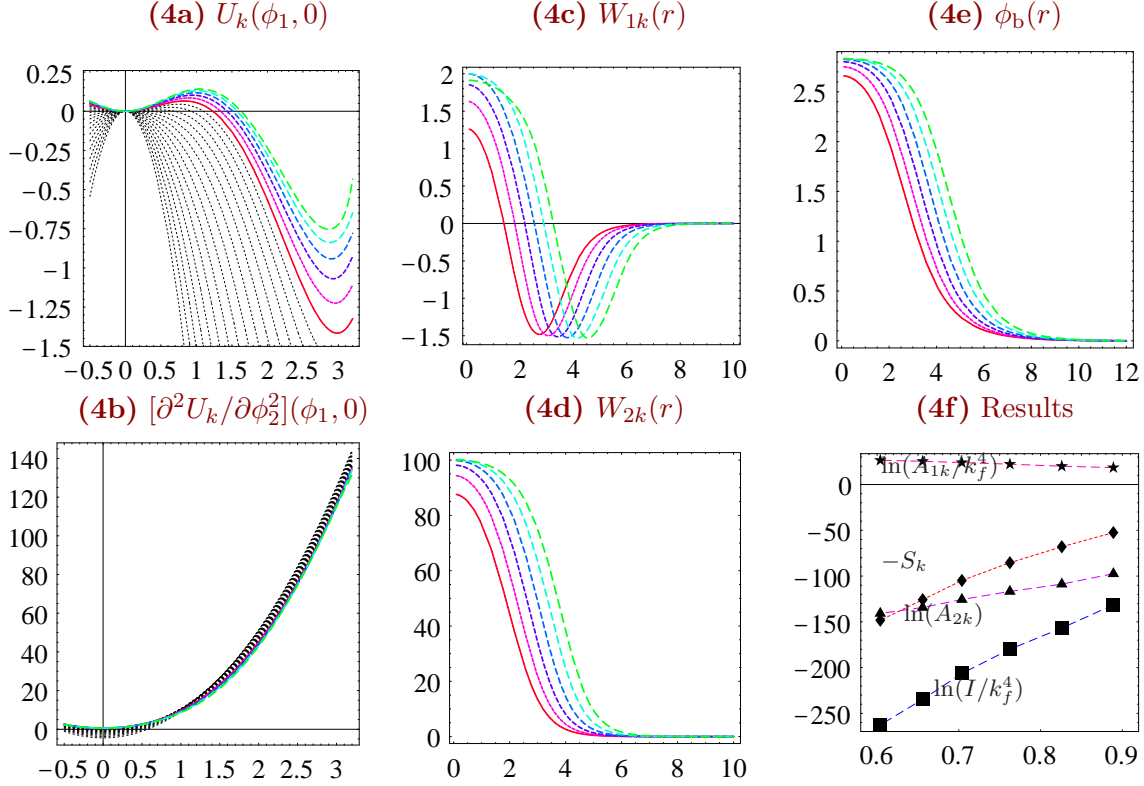 (4a) U_k(ϕ_1, 0)
0.25
0
−0.25
−0.5
−0.75
−1
−1.25
−1.5
−0.5 0 0.5 1 1.5 2 2.5 3
(4c) W_{1k}(r)
2
1.5
1
0.5
0
−0.5
−1
−1.5
0 2 4 6 8 10
(4e) ϕ_b(r)
2.5
2
1.5
1
0.5
0
0 2 4 6 8 10 12
(4b) [∂²U_k/∂ϕ_2²](ϕ_1, 0)
140
120
100
80
60
40
20
0
−0.5 0 0.5 1 1.5 2 2.5 3
(4d) W_{2k}(r)
100
80
60
40
20
0
0 2 4 6 8 10
(4f) Results
ln(A_{1k}/k_f^4)
0
−50
−S_k
−100
ln(A_{2k})
−150
−200
ln(I/k_f^4)
−250
0.6 0.7 0.8 0.9